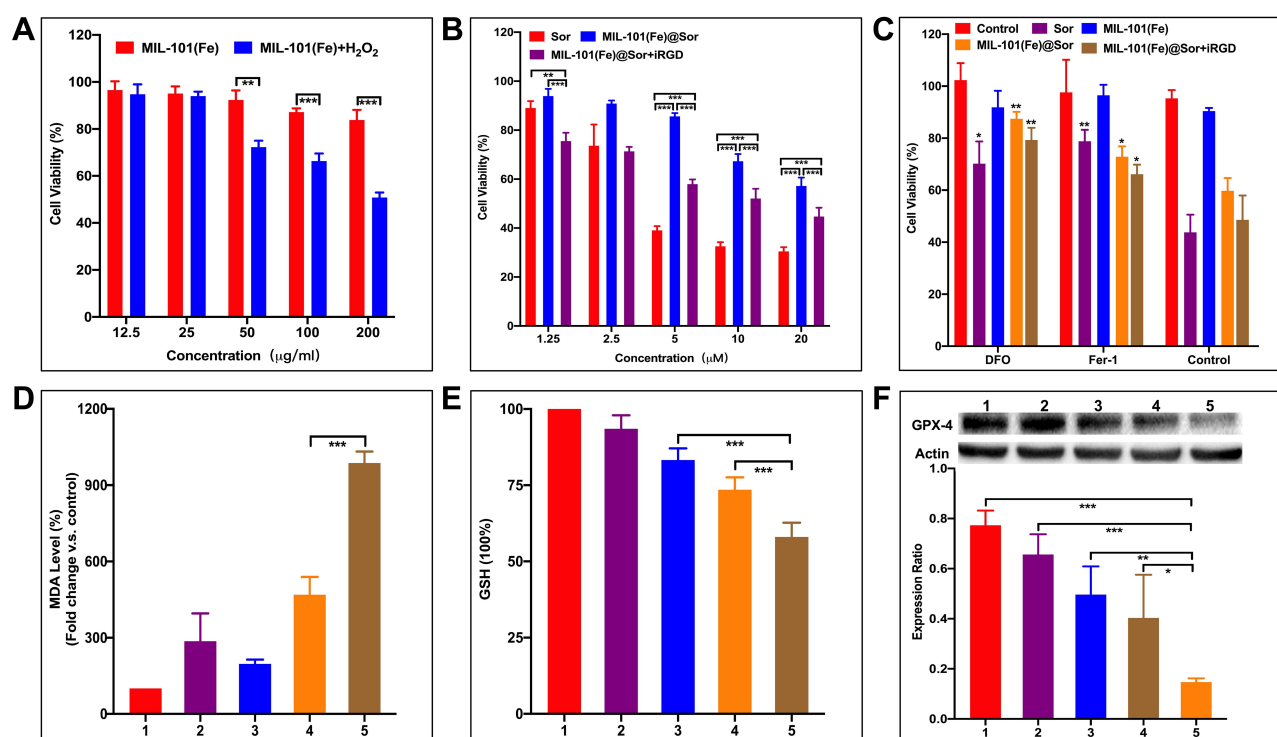 A
MIL-101(Fe) MIL-101(Fe)+H₂O₂
Cell Viability (%)
120
100
80
60
40
20
0
** *** ***
12.5 25 50 100 200
Concentration (μg/ml)
B
Sor MIL-101(Fe)@Sor
MIL-101(Fe)@Sor+iRGD
Cell Viability (%)
120
100
80
60
40
20
0
** ***
*** *** ***
*** *** ***
*** *** ***
1.25 2.5 5 10 20
Concentration (μM)
C
Control Sor MIL-101(Fe)
MIL-101(Fe)@Sor MIL-101(Fe)@Sor+iRGD
Cell Viability (%)
120
100
80
60
40
20
0
* ** ** ** * *
DFO Fer-1 Control
D
MDA Level (%)
(Fold change v.s. control)
1200
900
600
300
0
***
1 2 3 4 5
E
GSH (100%)
100
75
50
25
0
***
***
1 2 3 4 5
F
1 2 3 4 5
GPX-4
Actin
Expression Ratio
1.0
0.8
0.6
0.4
0.2
0.0
***
***
**
*
1 2 3 4 5